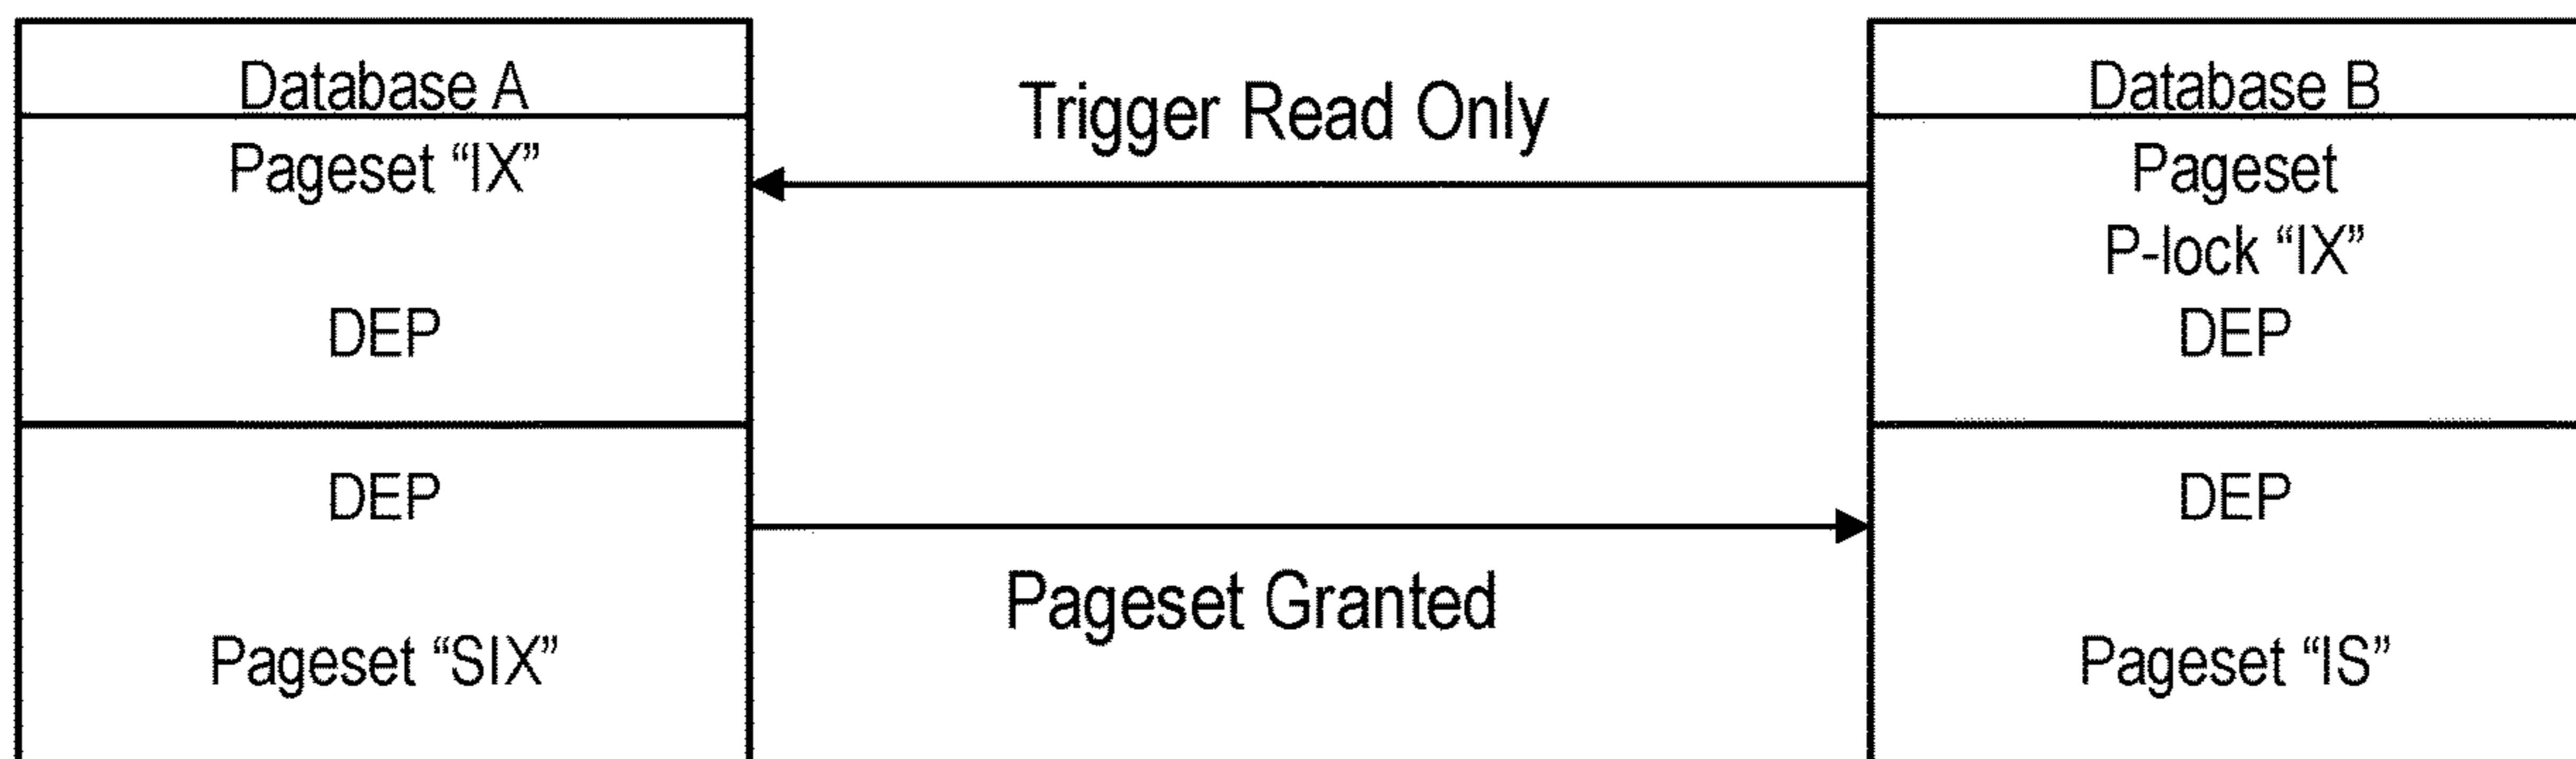 Database A
Pageset “IX”
DEP
DEP
Pageset “SIX”
Trigger Read Only
Pageset Granted
Database B
Pageset
P-lock “IX”
DEP
DEP
Pageset “IS”